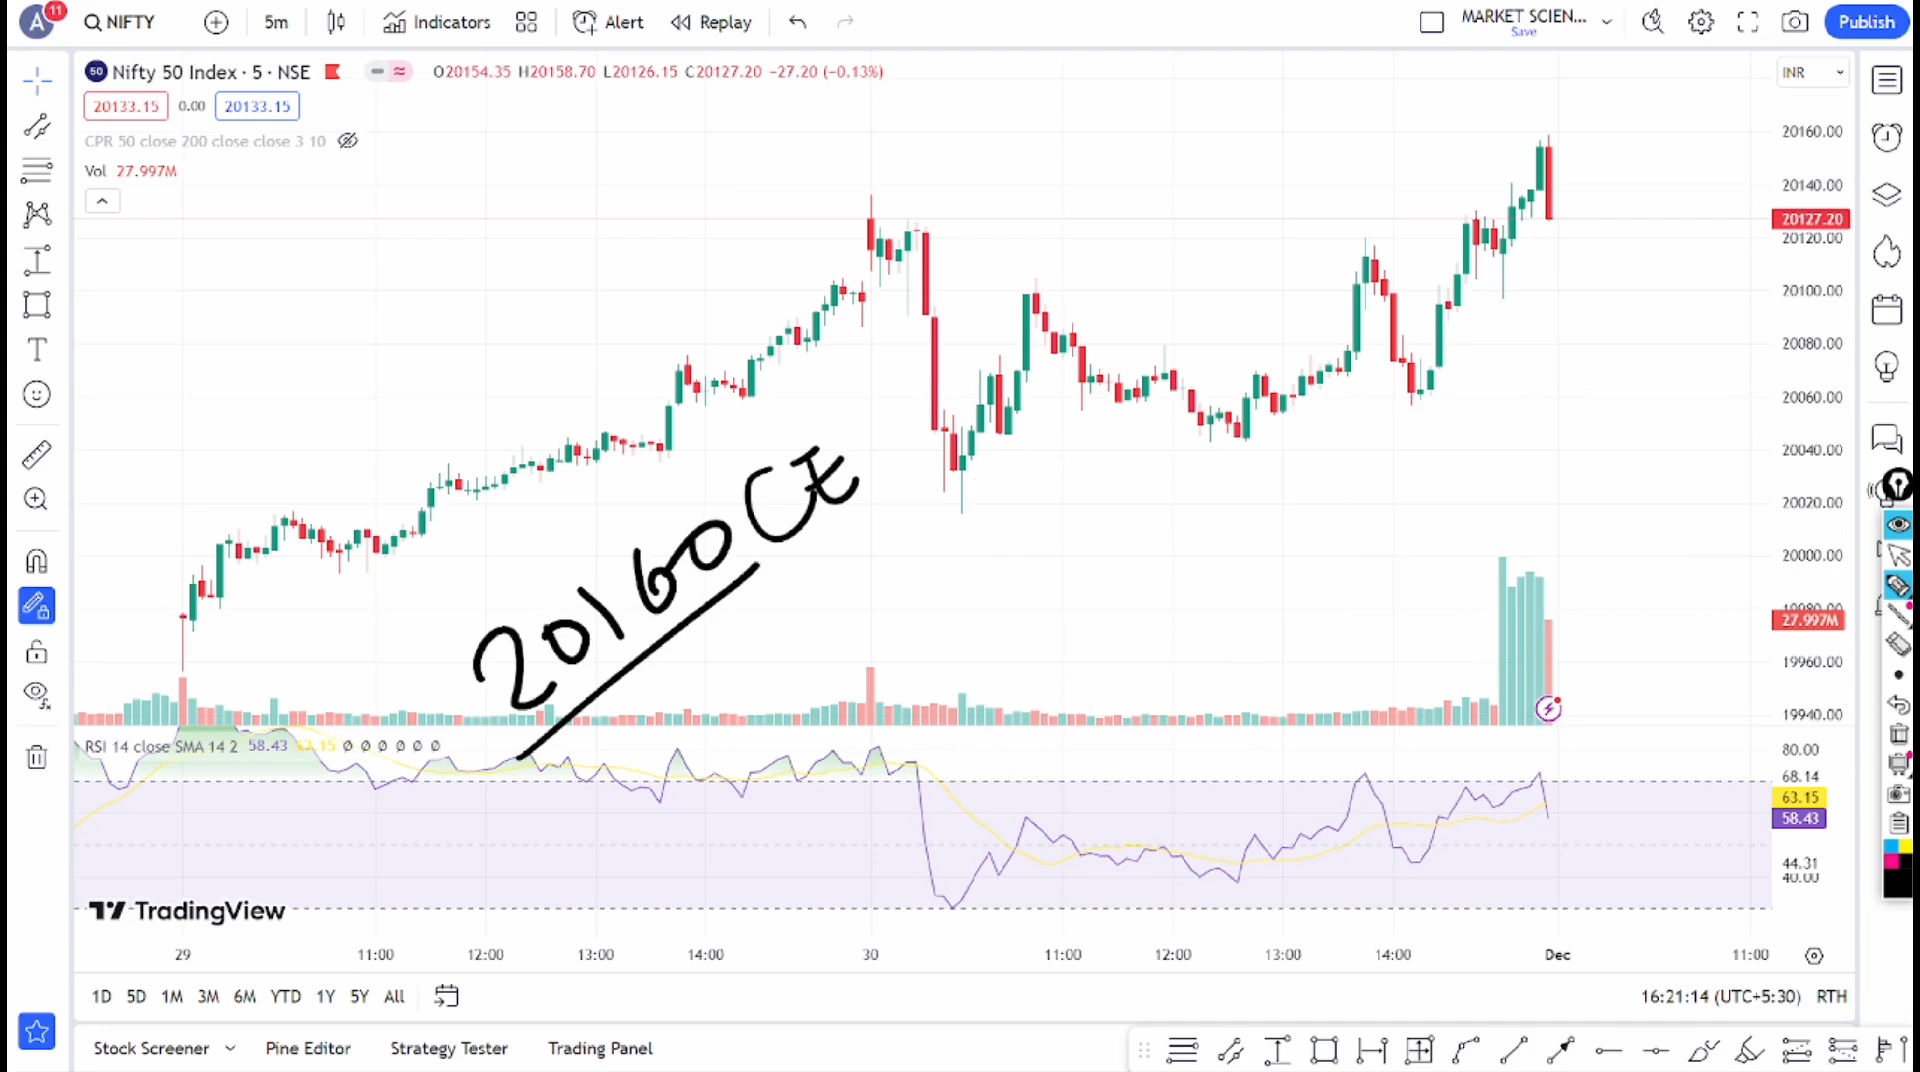 A 11 NIFTY 5m Indicators Alert Replay MARKET SCIEN... Save Publish
50 Nifty 50 Index · 5 · NSE O20154.35 H20158.70 L20126.15 C20127.20 −27.20 (−0.13%) INR
20133.15 0.00 20133.15
CPR 50 close 200 close close 3 10
Vol 27.997M
20160.00
20140.00
20127.20
20120.00
20100.00
20080.00
20060.00
20040.00
20020.00
20000.00
27.997M
19960.00
19940.00
20160 CE
RSI 14 close SMA 14 2 58.43 Ø Ø Ø Ø Ø Ø
80.00
68.14
63.15
58.43
44.31
40.00
TradingView
29 11:00 12:00 13:00 14:00 30 11:00 12:00 13:00 14:00 Dec 11:00
1D 5D 1M 3M 6M YTD 1Y 5Y All 16:21:14 (UTC+5:30) RTH
Stock Screener Pine Editor Strategy Tester Trading Panel